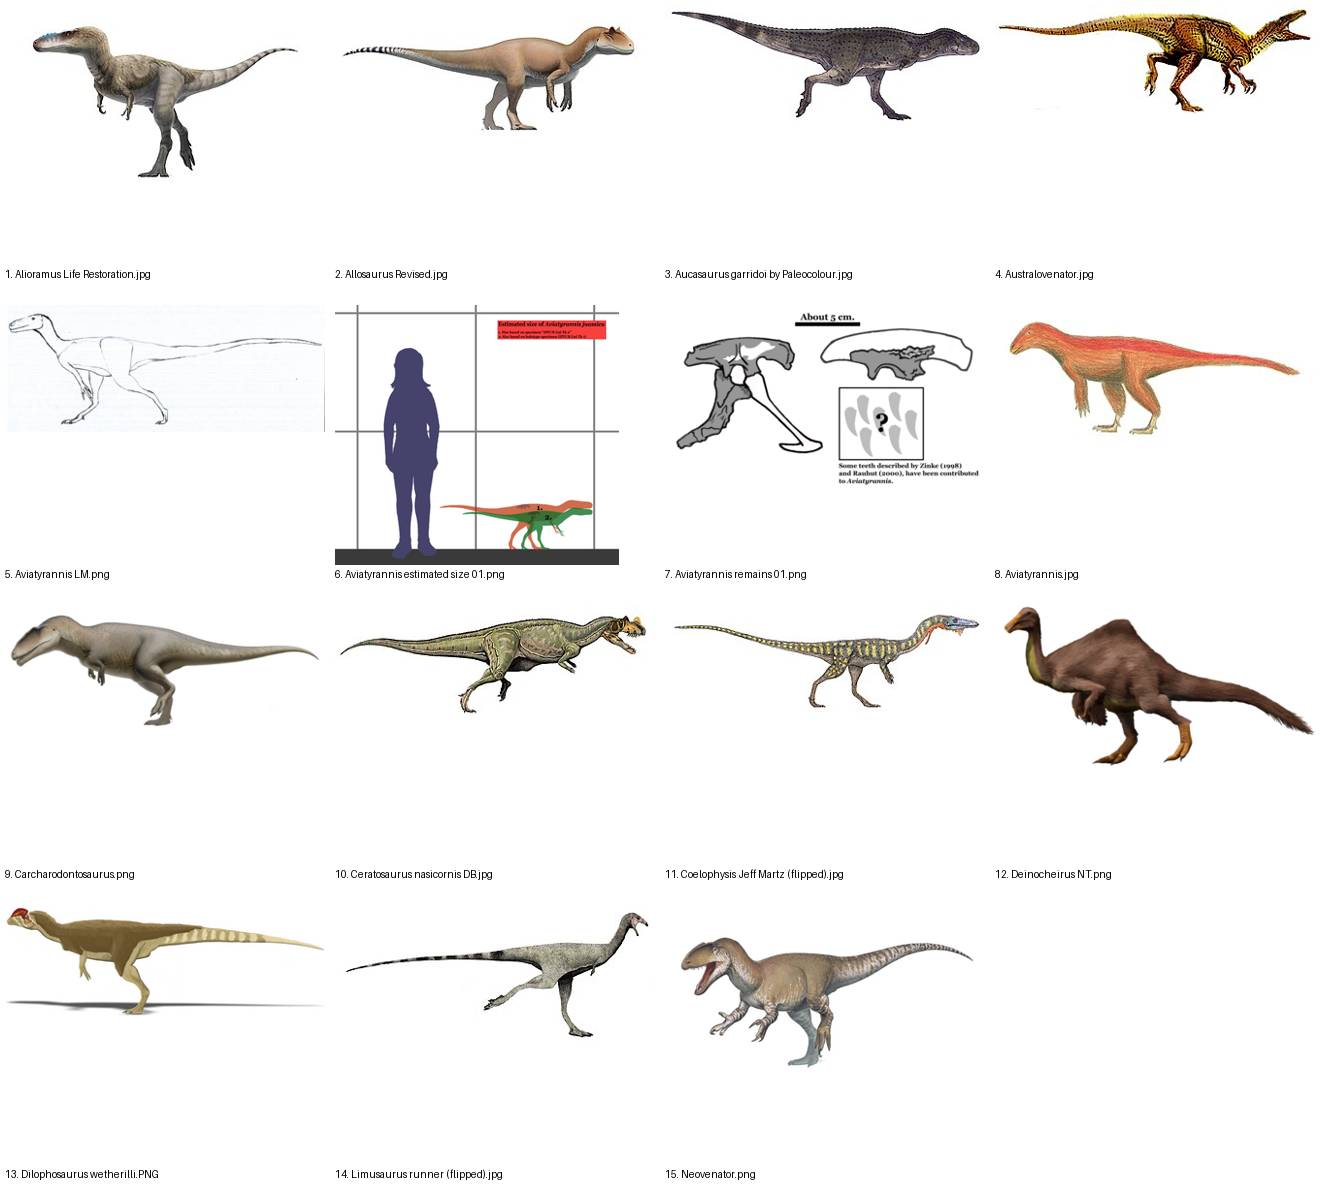 1. Alioramus Life Restoration.jpg
2. Allosaurus Revised.jpg
3. Aucasaurus garridoi by Paleocolour.jpg
4. Australovenator.jpg
Estimated size of Aviatyrannis jurassica
1.
2.
About 5 cm.
?
Some teeth described by Zinke (1998)
and Rauhut (2000), have been contributed
to Aviatyrannis.
5. Aviatyrannis LM.png
6. Aviatyrannis estimated size 01.png
7. Aviatyrannis remains 01.png
8. Aviatyrannis.jpg
9. Carcharodontosaurus.png
10. Ceratosaurus nasicornis DB.jpg
11. Coelophysis Jeff Martz (flipped).jpg
12. Deinocheirus NT.png
13. Dilophosaurus wetherilli.PNG
14. Limusaurus runner (flipped).jpg
15. Neovenator.png